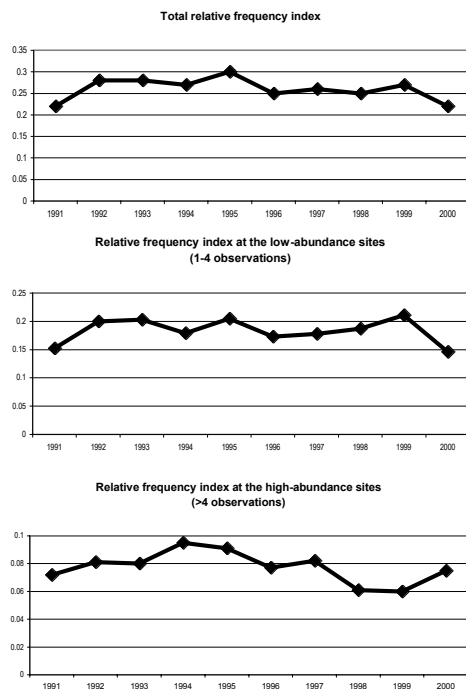 Total relative frequency index
0.35
0.3
0.25
0.2
0.15
0.1
0.05
0
1991 1992 1993 1994 1995 1996 1997 1998 1999 2000
Relative frequency index at the low-abundance sites
(1-4 observations)
0.25
0.2
0.15
0.1
0.05
0
1991 1992 1993 1994 1995 1996 1997 1998 1999 2000
Relative frequency index at the high-abundance sites
(>4 observations)
0.1
0.08
0.06
0.04
0.02
0
1991 1992 1993 1994 1995 1996 1997 1998 1999 2000